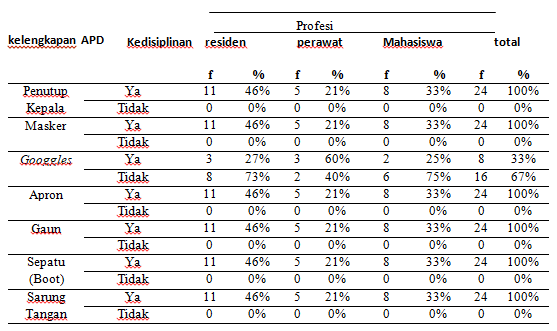 Profesi
kelengkapan APD Kedisiplinan residen perawat Mahasiswa total
f % f % f % f %
Penutup Ya 11 46% 5 21% 8 33% 24 100%
Kepala Tidak 0 0% 0 0% 0 0% 0 0%
Masker Ya 11 46% 5 21% 8 33% 24 100%
Tidak 0 0% 0 0% 0 0% 0 0%
Googgles Ya 3 27% 3 60% 2 25% 8 33%
Tidak 8 73% 2 40% 6 75% 16 67%
Apron Ya 11 46% 5 21% 8 33% 24 100%
Tidak 0 0% 0 0% 0 0% 0 0%
Gaun Ya 11 46% 5 21% 8 33% 24 100%
Tidak 0 0% 0 0% 0 0% 0 0%
Sepatu Ya 11 46% 5 21% 8 33% 24 100%
(Boot) Tidak 0 0% 0 0% 0 0% 0 0%
Sarung Ya 11 46% 5 21% 8 33% 24 100%
Tangan Tidak 0 0% 0 0% 0 0% 0 0%